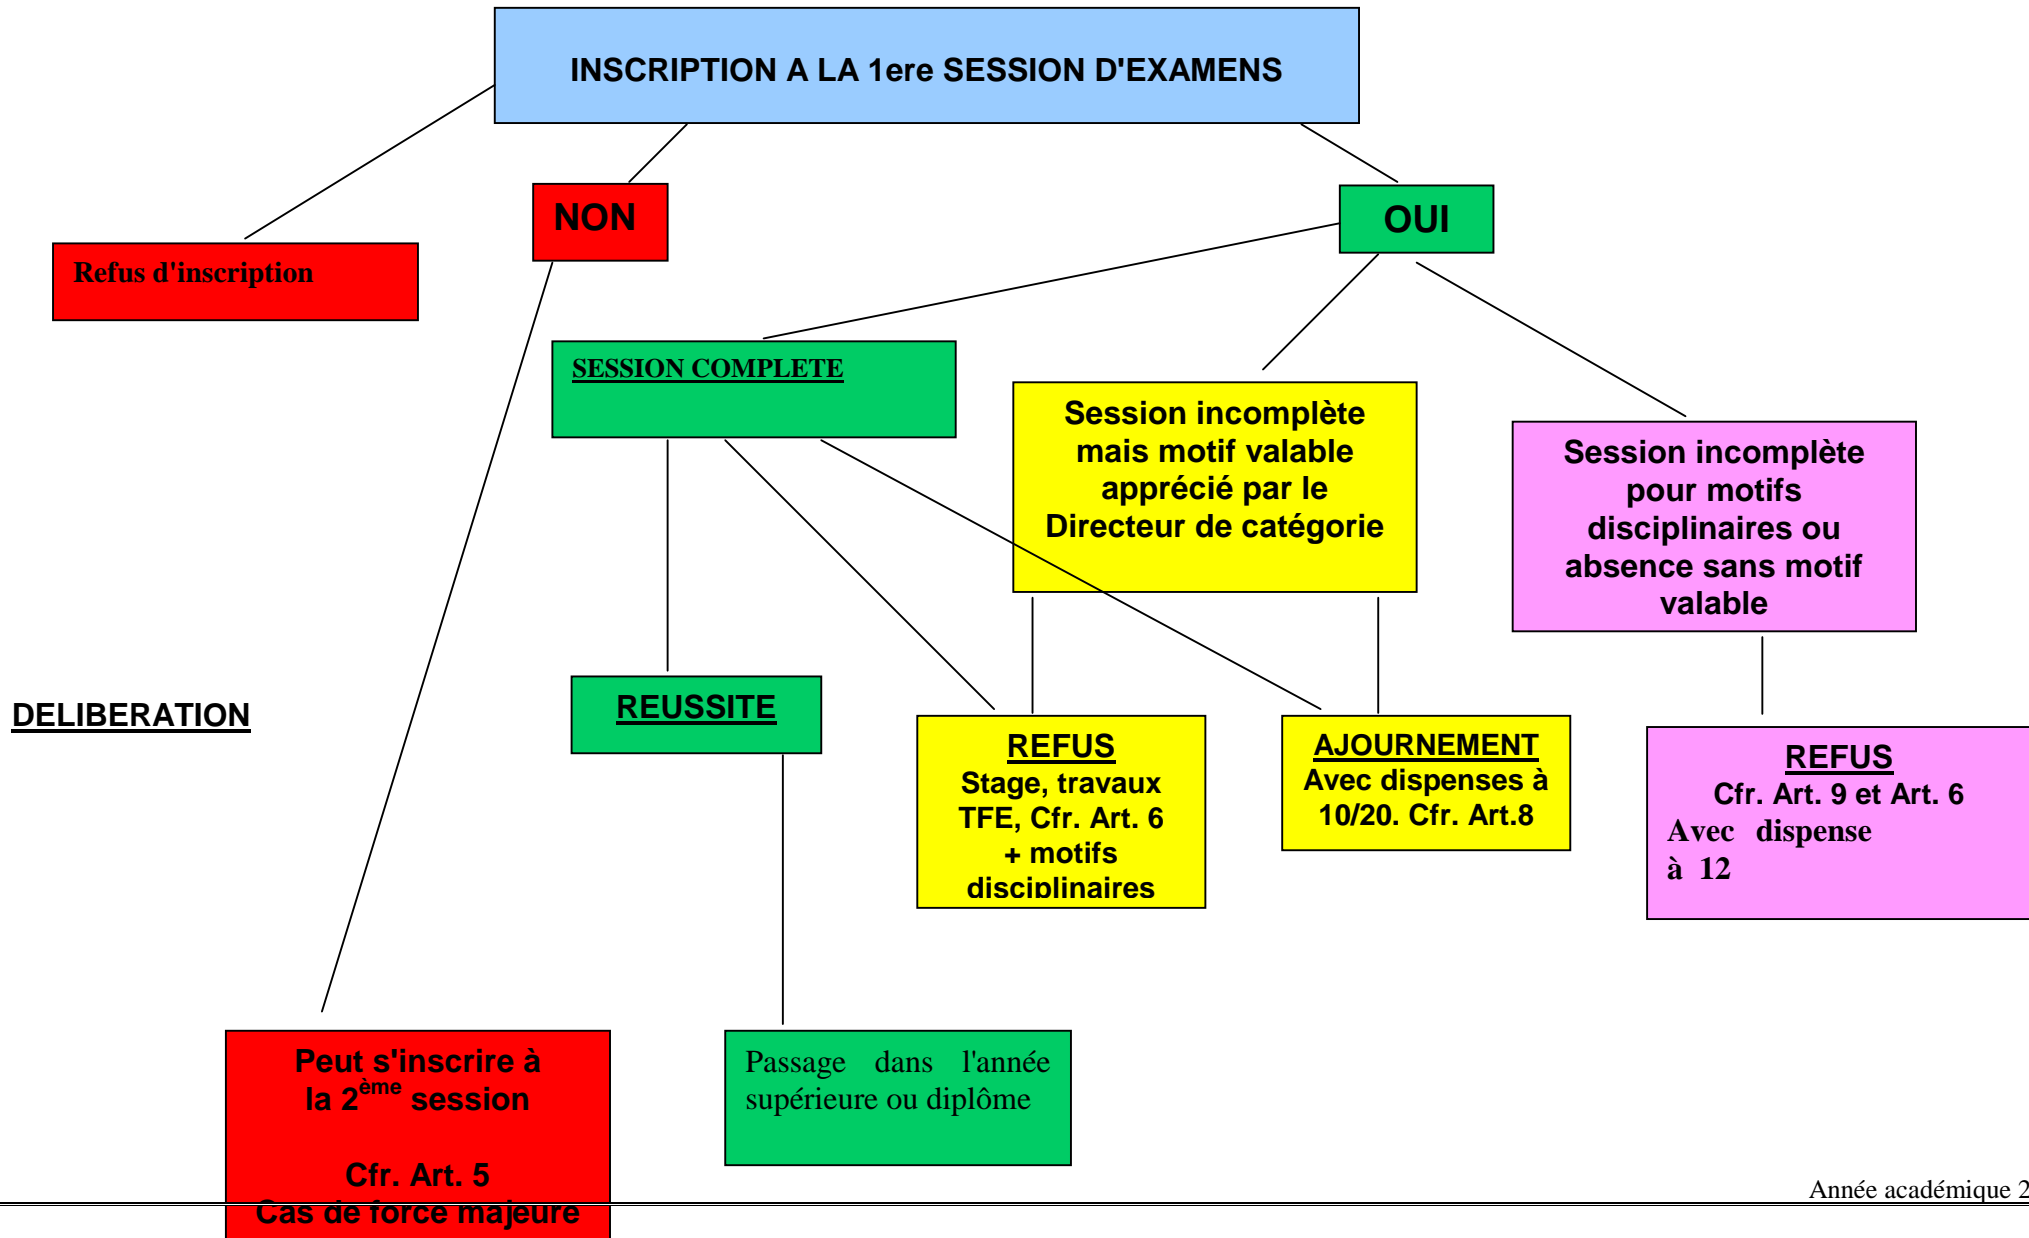 INSCRIPTION A LA 1ere SESSION D'EXAMENS
NON
OUI
Refus d'inscription
SESSION COMPLETE
Session incomplète
mais motif valable
apprécié par le
Directeur de catégorie
Session incomplète
pour motifs
disciplinaires ou
absence sans motif
valable
DELIBERATION
REUSSITE
REFUS
Stage, travaux
TFE, Cfr. Art. 6
+ motifs
disciplinaires
AJOURNEMENT
Avec dispenses à
10/20. Cfr. Art.8
REFUS
Cfr. Art. 9 et Art. 6
Avec dispense
à 12
Peut s'inscrire à
la 2ème session
Cfr. Art. 5
Cas de force majeure
Passage dans l'année
supérieure ou diplôme
Année académique 2